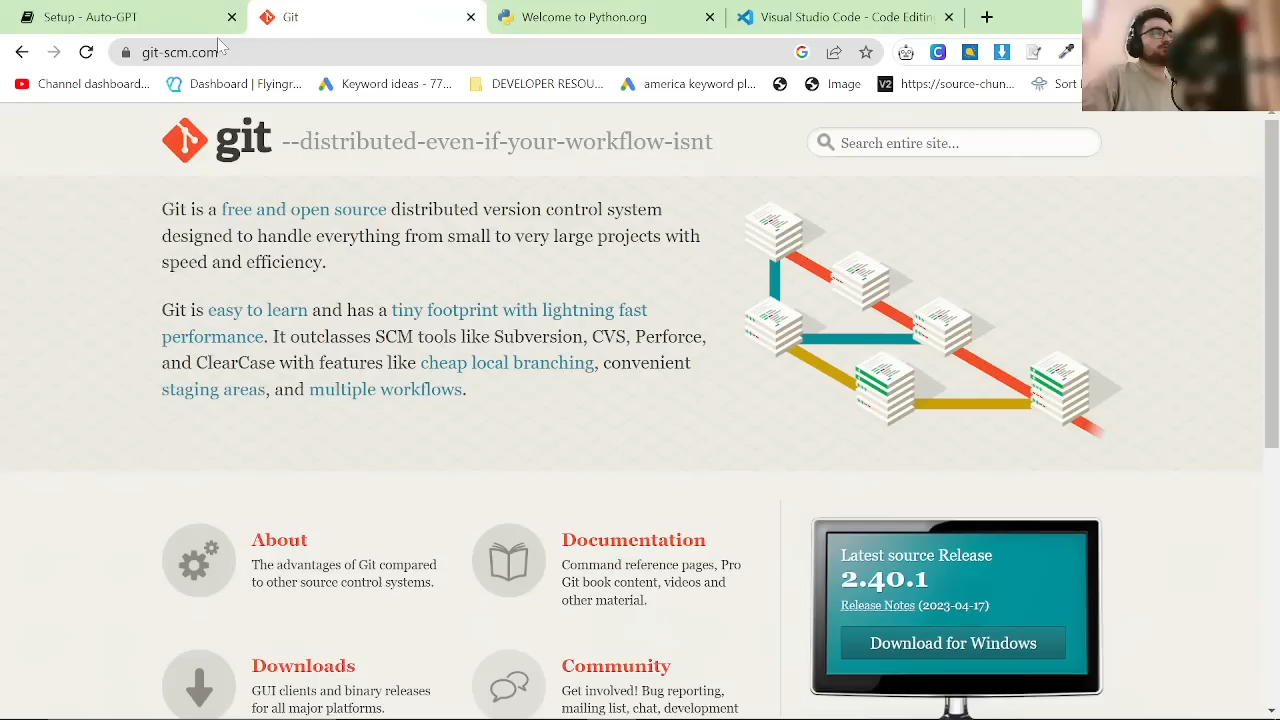 Setup - Auto-GPT
Git
Welcome to Python.org
Visual Studio Code - Code Editing
git-scm.com
Channel dashboard...
Dashboard | Flyingr...
Keyword ideas - 77...
DEVELOPER RESOU...
america keyword pl...
Image
V2
https://source-chun...
Sort
git --distributed-even-if-your-workflow-isnt
Search entire site...
Git is a free and open source distributed version control system
designed to handle everything from small to very large projects with
speed and efficiency.
Git is easy to learn and has a tiny footprint with lightning fast
performance. It outclasses SCM tools like Subversion, CVS, Perforce,
and ClearCase with features like cheap local branching, convenient
staging areas, and multiple workflows.
About
The advantages of Git compared
to other source control systems.
Documentation
Command reference pages, Pro
Git book content, videos and
other material.
Downloads
GUI clients and binary releases
for all major platforms.
Community
Get involved! Bug reporting,
mailing list, chat, development
Latest source Release
2.40.1
Release Notes (2023-04-17)
Download for Windows